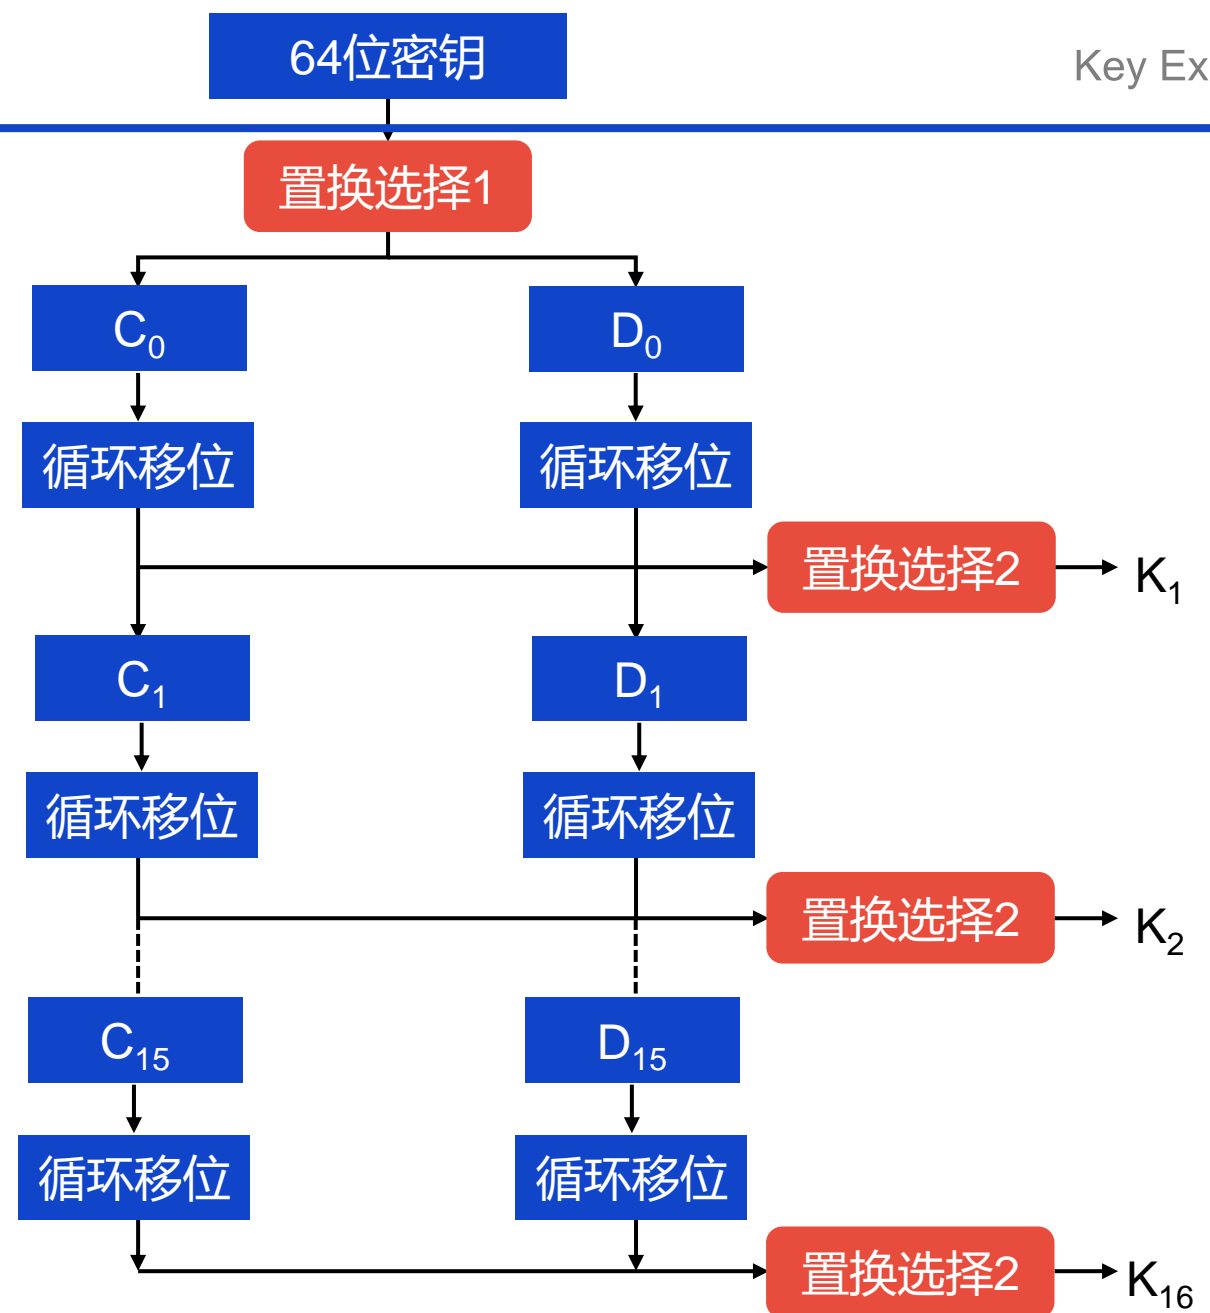 64位密钥
Key Ex
置换选择1
C₀
D₀
循环移位
循环移位
置换选择2
K₁
C₁
D₁
循环移位
循环移位
置换选择2
K₂
C₁₅
D₁₅
循环移位
循环移位
置换选择2
K₁₆